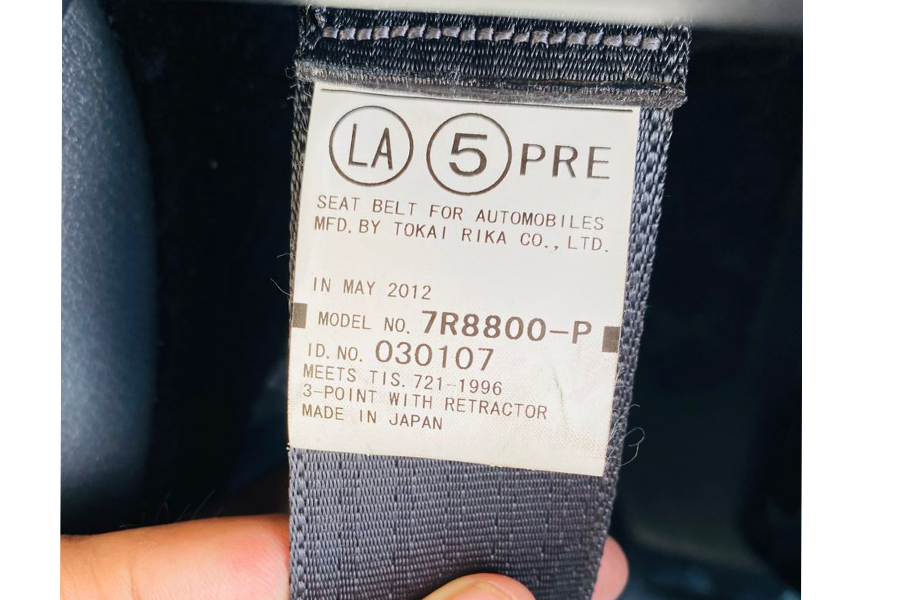 LA 5 PRE
SEAT BELT FOR AUTOMOBILES
MFD. BY TOKAI RIKA CO., LTD.
IN MAY 2012
MODEL NO. 7R8800-P
ID. NO. 030107
MEETS TIS. 721-1996
3-POINT WITH RETRACTOR
MADE IN JAPAN